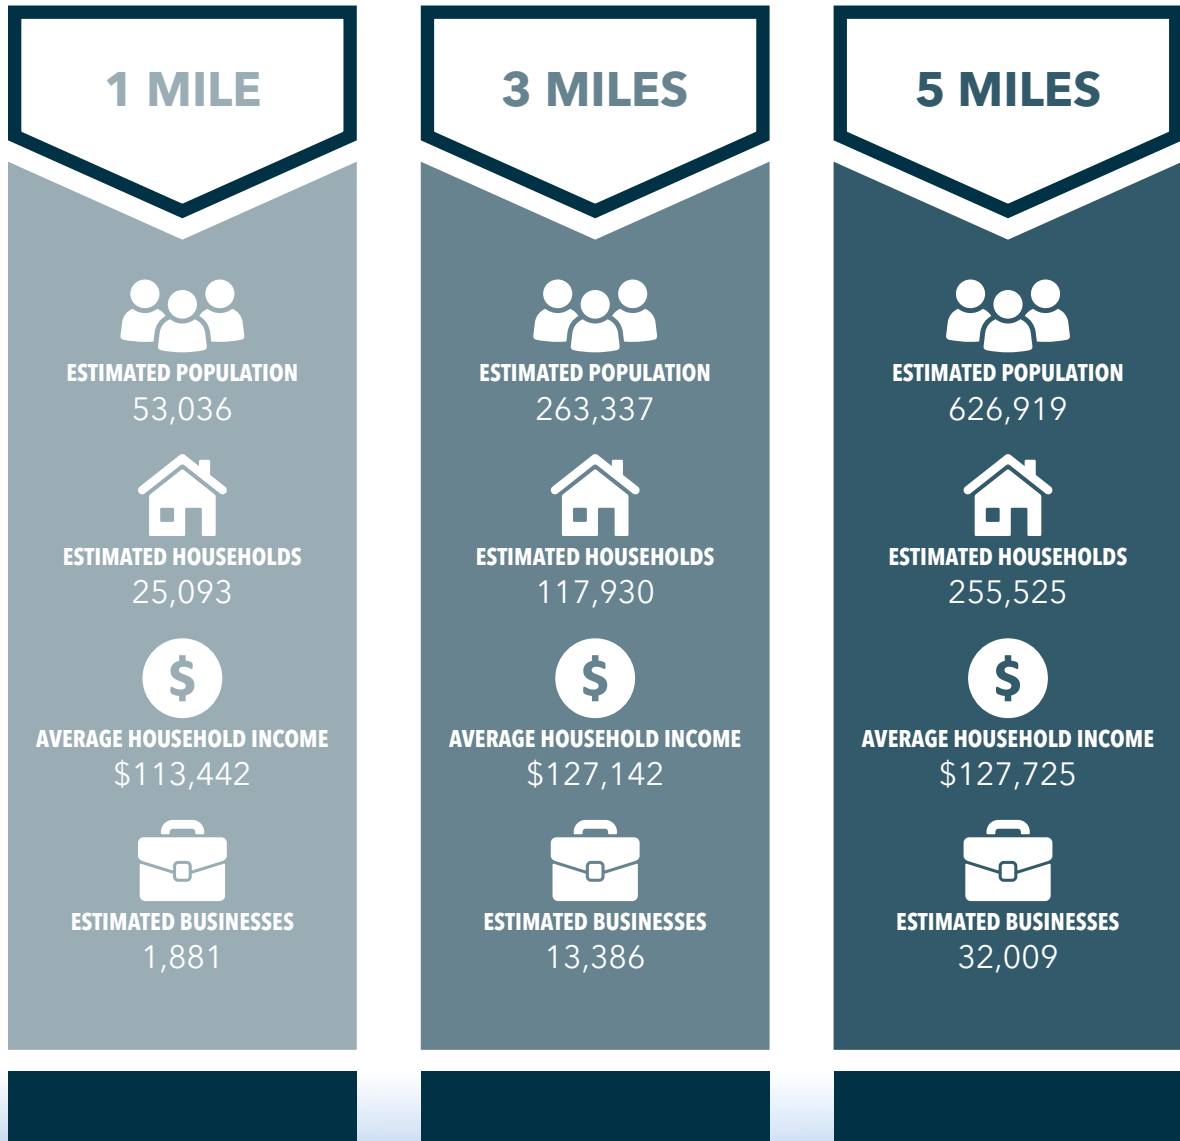 1 MILE
ESTIMATED POPULATION
53,036
ESTIMATED HOUSEHOLDS
25,093
$
AVERAGE HOUSEHOLD INCOME
$113,442
ESTIMATED BUSINESSES
1,881
3 MILES
ESTIMATED POPULATION
263,337
ESTIMATED HOUSEHOLDS
117,930
$
AVERAGE HOUSEHOLD INCOME
$127,142
ESTIMATED BUSINESSES
13,386
5 MILES
ESTIMATED POPULATION
626,919
ESTIMATED HOUSEHOLDS
255,525
$
AVERAGE HOUSEHOLD INCOME
$127,725
ESTIMATED BUSINESSES
32,009